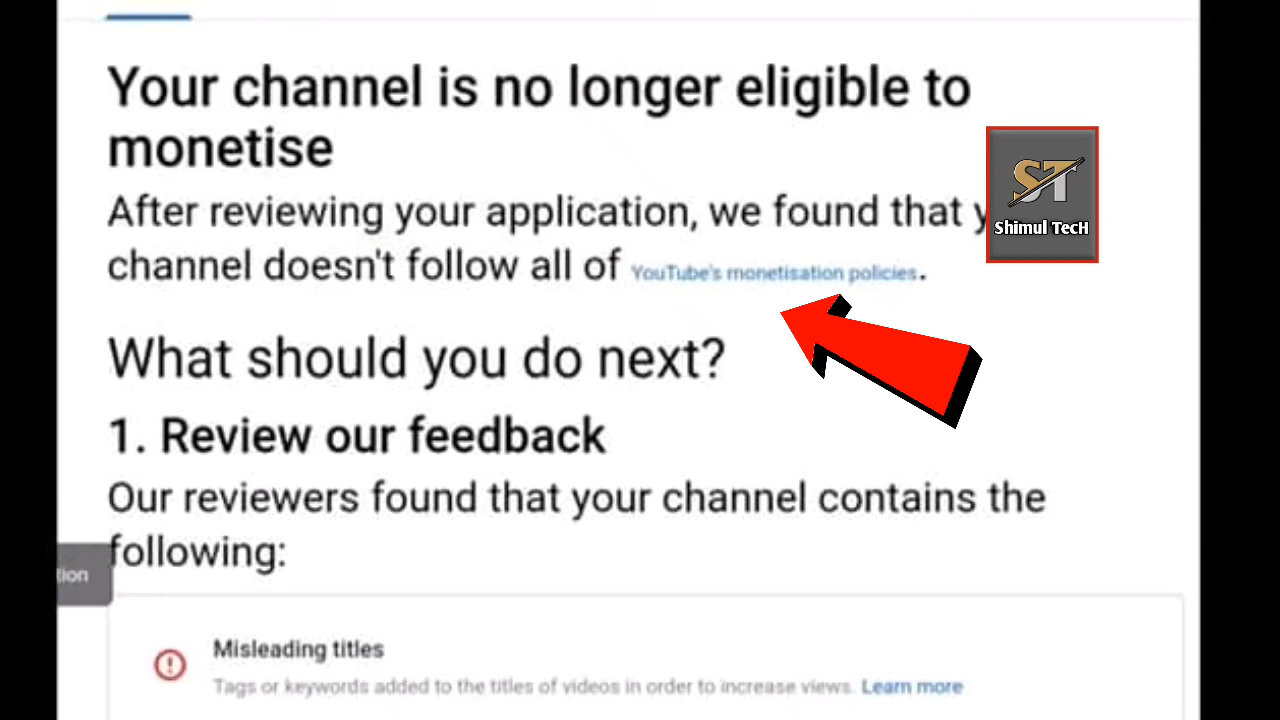 Your channel is no longer eligible to
monetise
After reviewing your application, we found that
channel doesn't follow all of YouTube's monetisation policies.
ST
Shimul TecH
What should you do next?
1. Review our feedback
Our reviewers found that your channel contains the
following:
tion
Misleading titles
Tags or keywords added to the titles of videos in order to increase views. Learn more